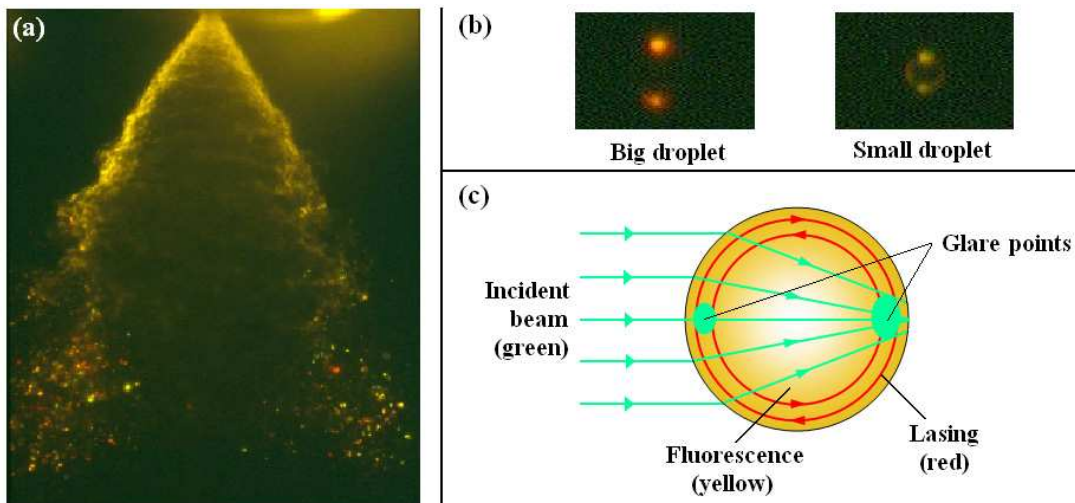 (a)
(b)
Big droplet
Small droplet
(c)
Glare points
Incident
beam
(green)
Fluorescence
(yellow)
Lasing
(red)